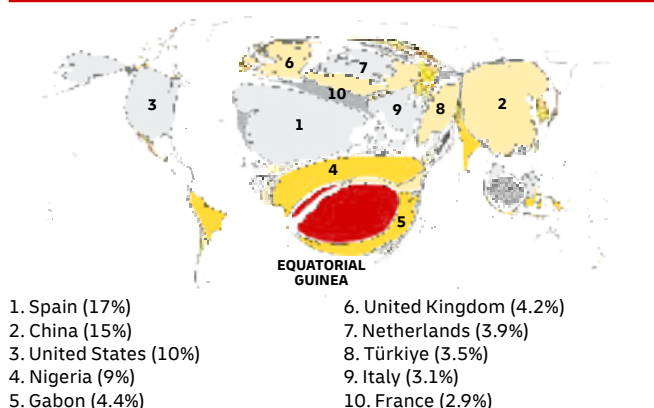 6
7
10
3
1
9
8
2
4
5
EQUATORIAL
GUINEA
1. Spain (17%)
2. China (15%)
3. United States (10%)
4. Nigeria (9%)
5. Gabon (4.4%)
6. United Kingdom (4.2%)
7. Netherlands (3.9%)
8. Türkiye (3.5%)
9. Italy (3.1%)
10. France (2.9%)